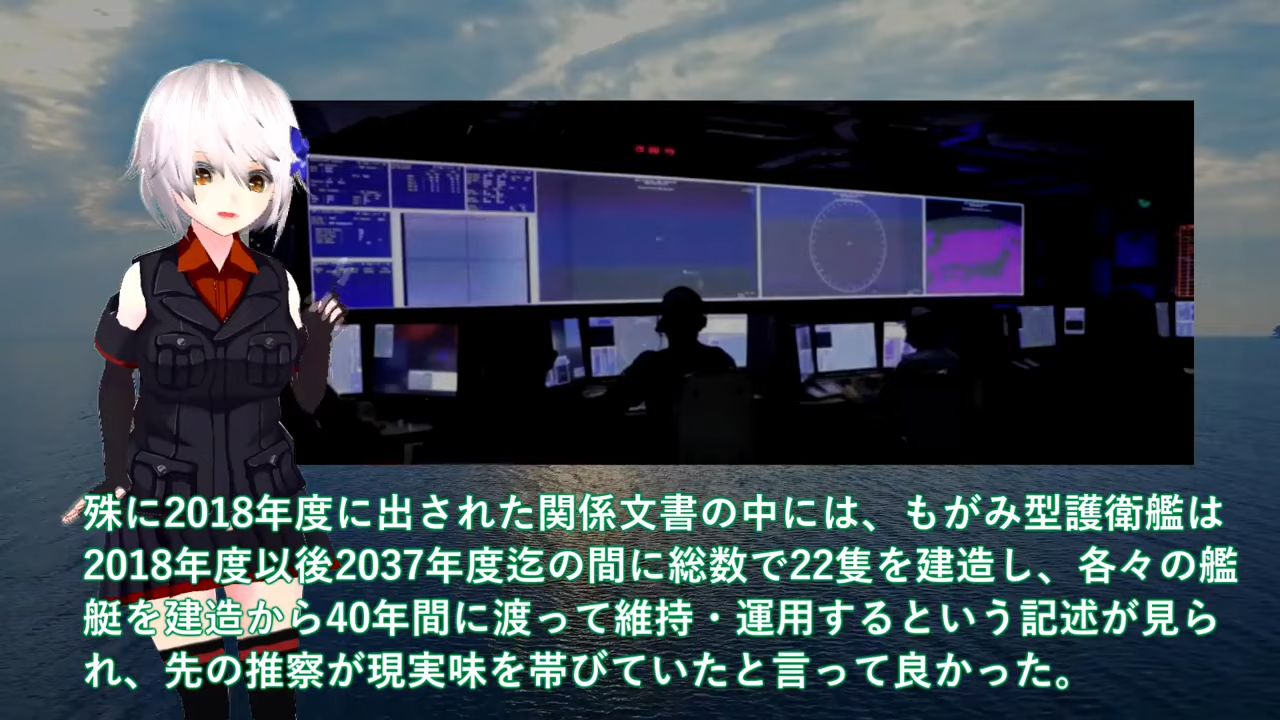 殊に2018年度に出された関係文書の中には、もがみ型護衛艦は
2018年度以後2037年度迄の間に総数で22隻を建造し、各々の艦
艇を建造から40年間に渡って維持・運用するという記述が見ら
れ、先の推察が現実味を帯びていたと言って良かった。